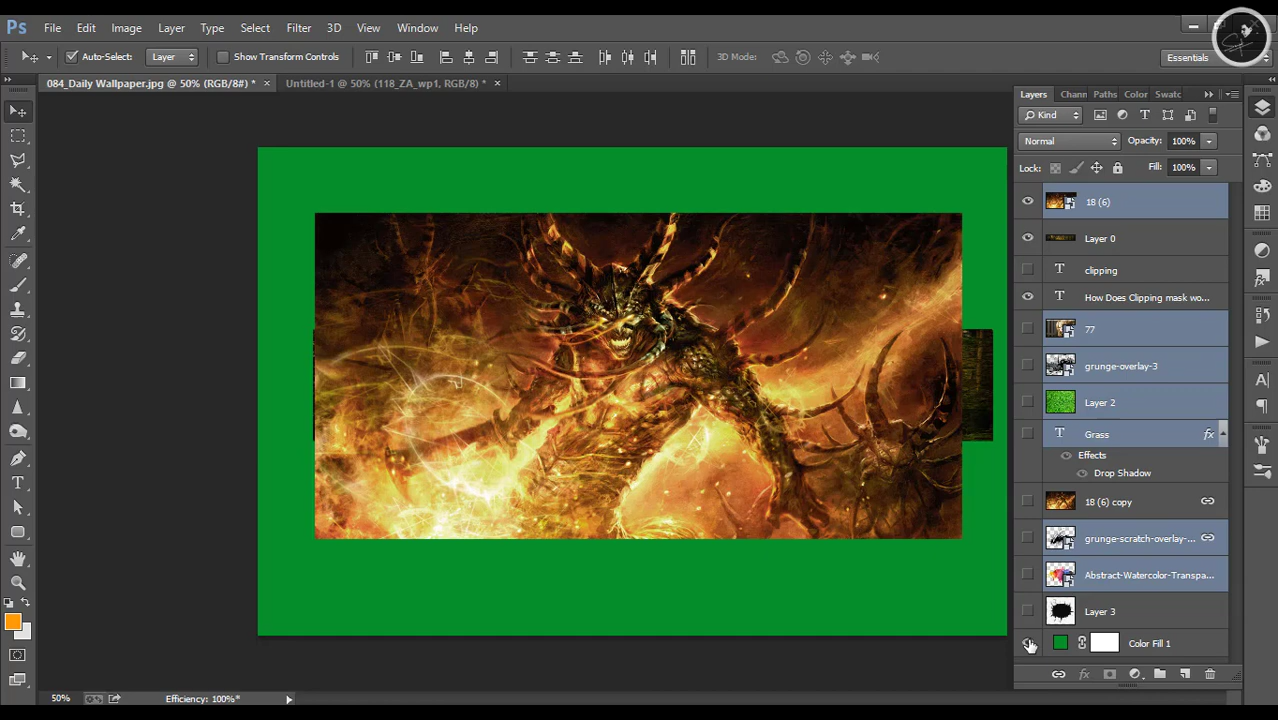 Ps File Edit Image Layer Type Select Filter 3D View Window Help
Auto-Select: Layer Show Transform Controls 3D Mode: Essentials
084_Daily Wallpaper.jpg @ 50% (RGB/8#) * × Untitled-1 @ 50% (118_ZA_wp1, RGB/8) * ×
Layers Chann Paths Color Swatc
Kind
Normal Opacity: 100%
Lock: Fill: 100%
18 (6)
Layer 0
T clipping
T How Does Clipping mask wo...
77
grunge-overlay-3
Layer 2
T Grass fx
Effects
Drop Shadow
18 (6) copy
grunge-scratch-overlay-...
Abstract-Watercolor-Transpa...
Layer 3
Color Fill 1
50% Efficiency: 100%*